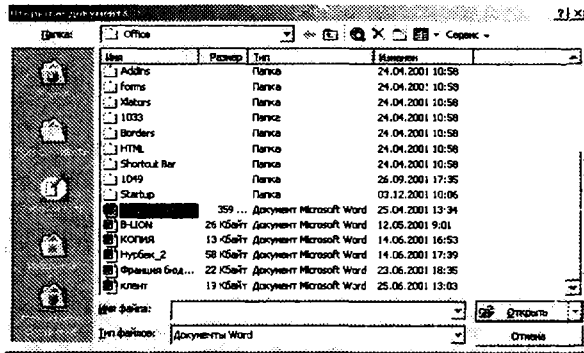 Открытие документа ? ×
Папка: Office Сервис
Имя Размер Тип Изменен
AddIns Папка 24.04.2001 10:58
forms Папка 24.04.2001 10:58
Xlators Папка 24.04.2001 10:58
1033 Папка 24.04.2001 10:58
Borders Папка 24.04.2001 10:58
HTML Папка 24.04.2001 10:58
Shortcut Bar Папка 24.04.2001 10:58
1049 Папка 26.09.2001 17:35
Startup Папка 03.12.2001 10:06
359 ... Документ Microsoft Word 25.04.2001 13:34
B-LION 26 Кбайт Документ Microsoft Word 12.05.2001 9:01
КОПИЯ 13 Кбайт Документ Microsoft Word 14.06.2001 16:53
Нурбек_2 58 Кбайт Документ Microsoft Word 14.06.2001 17:39
Франция бюд... 22 Кбайт Документ Microsoft Word 23.06.2001 18:35
клент 19 Кбайт Документ Microsoft Word 25.06.2001 13:03
Имя файла: Открыть
Тип файлов: Документы Word Отмена